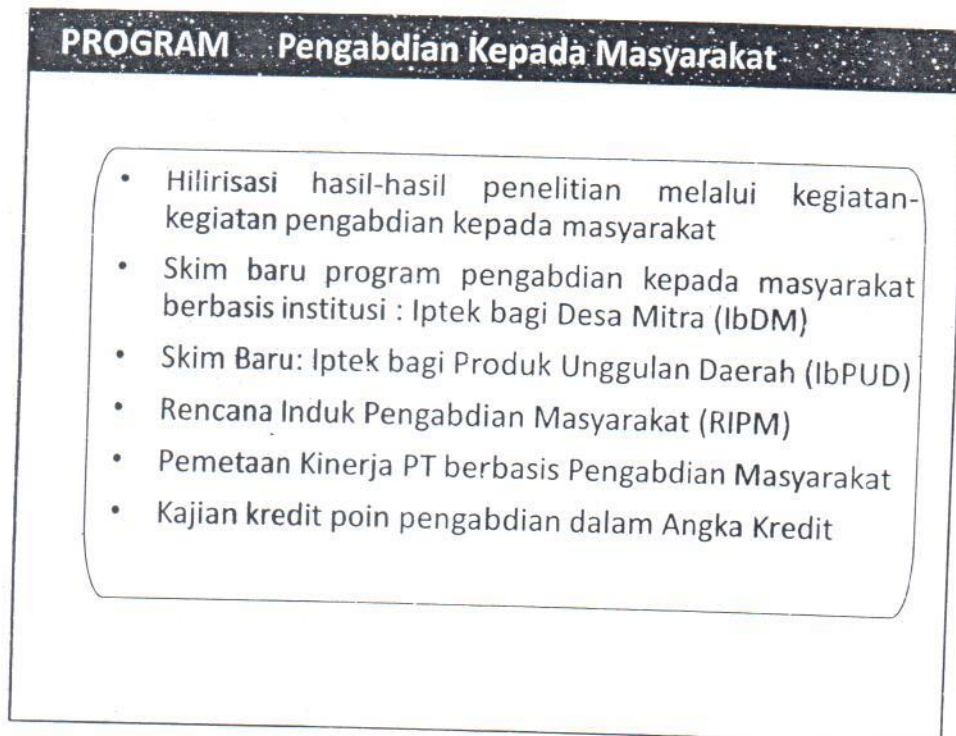 PROGRAM Pengabdian Kepada Masyarakat
• Hilirisasi hasil-hasil penelitian melalui kegiatan-
kegiatan pengabdian kepada masyarakat
• Skim baru program pengabdian kepada masyarakat
berbasis institusi : Iptek bagi Desa Mitra (IbDM)
• Skim Baru: Iptek bagi Produk Unggulan Daerah (IbPUD)
• Rencana Induk Pengabdian Masyarakat (RIPM)
• Pemetaan Kinerja PT berbasis Pengabdian Masyarakat
• Kajian kredit poin pengabdian dalam Angka Kredit